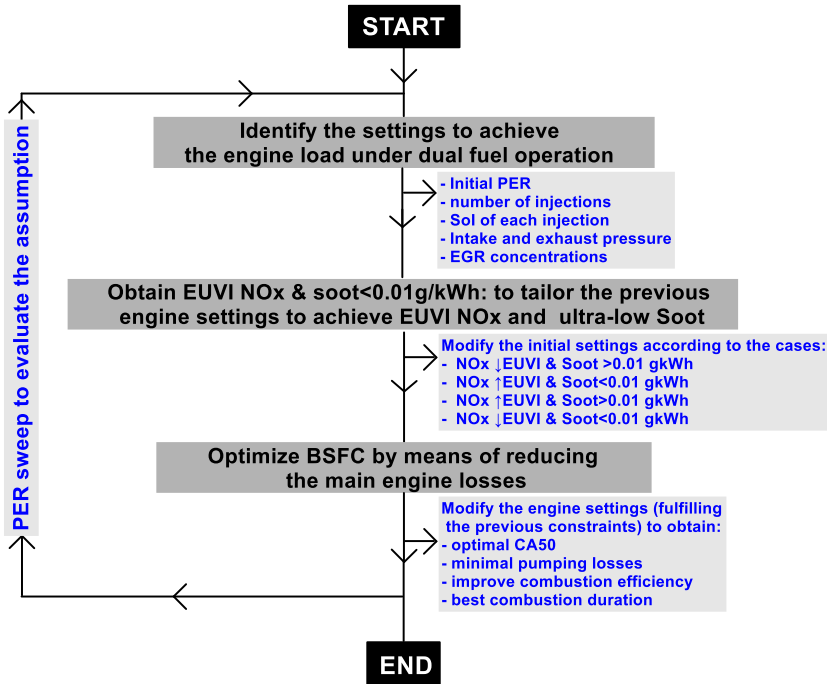 START
Identify the settings to achieve
the engine load under dual fuel operation
- Initial PER
- number of injections
- SoI of each injection
- Intake and exhaust pressure
- EGR concentrations
Obtain EUVI NOx & soot<0.01g/kWh: to tailor the previous
engine settings to achieve EUVI NOx and ultra-low Soot
Modify the initial settings according to the cases:
- NOx ↓EUVI & Soot >0.01 gkWh
- NOx ↑EUVI & Soot<0.01 gkWh
- NOx ↑EUVI & Soot>0.01 gkWh
- NOx ↓EUVI & Soot<0.01 gkWh
Optimize BSFC by means of reducing
the main engine losses
Modify the engine settings (fulfilling
the previous constraints) to obtain:
- optimal CA50
- minimal pumping losses
- improve combustion efficiency
- best combustion duration
PER sweep to evaluate the assumption
END